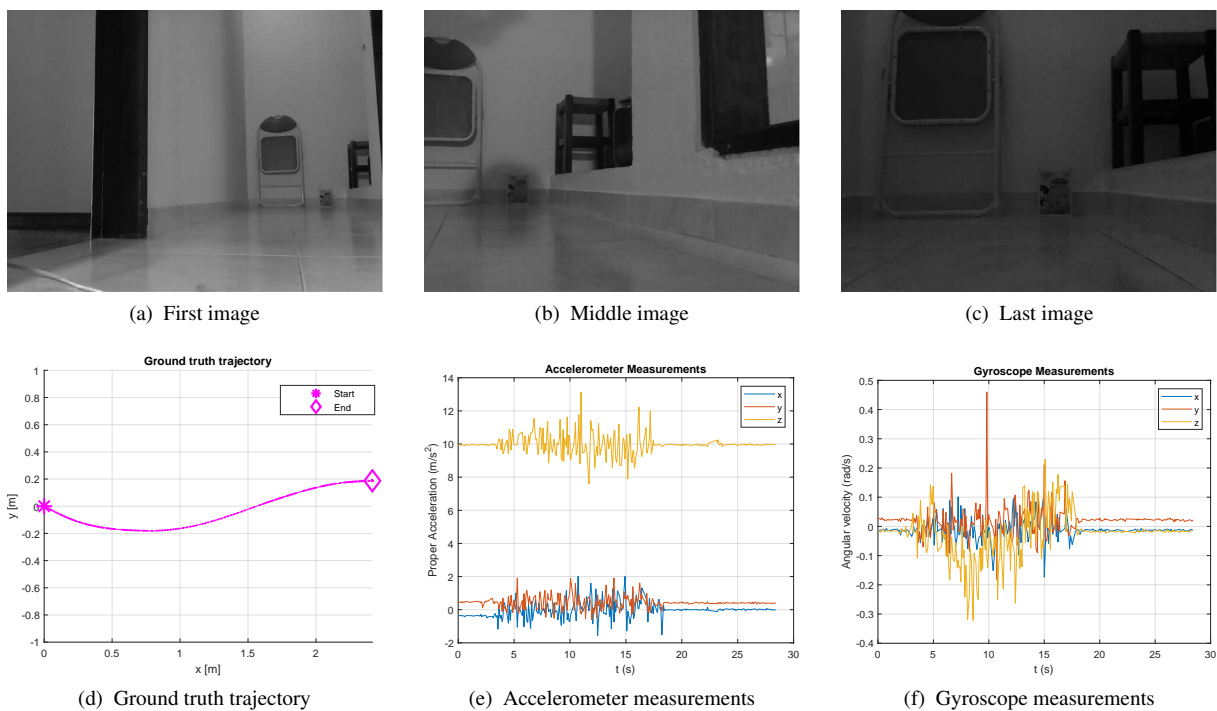 (a) First image
(b) Middle image
(c) Last image
Ground truth trajectory
1
0.8
0.6
0.4
0.2
0
-0.2
-0.4
-0.6
-0.8
-1
y [m]
0
0.5
1
1.5
2
x [m]
Start
End
(d) Ground truth trajectory
Accelerometer Measurements
14
12
10
8
6
4
2
0
-2
Proper Acceleration (m/s²)
0
5
10
15
20
25
30
t (s)
x
y
z
(e) Accelerometer measurements
Gyroscope Measurements
0.5
0.4
0.3
0.2
0.1
0
-0.1
-0.2
-0.3
-0.4
Angular velocity (rad/s)
0
5
10
15
20
25
30
t (s)
x
y
z
(f) Gyroscope measurements